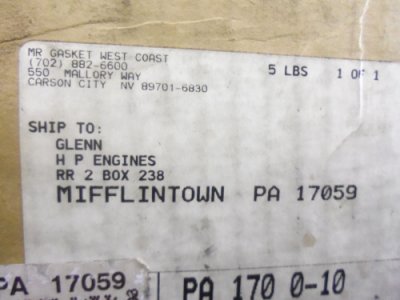 MR GASKET WEST COAST
(702) 882-6600
550 MALLORY WAY
CARSON CITY NV 89701-6830
5 LBS 1 OF 1
SHIP TO:
GLENN
H P ENGINES
RR 2 BOX 238
MIFFLINTOWN PA 17059
PA 17059
PA 170 0-10